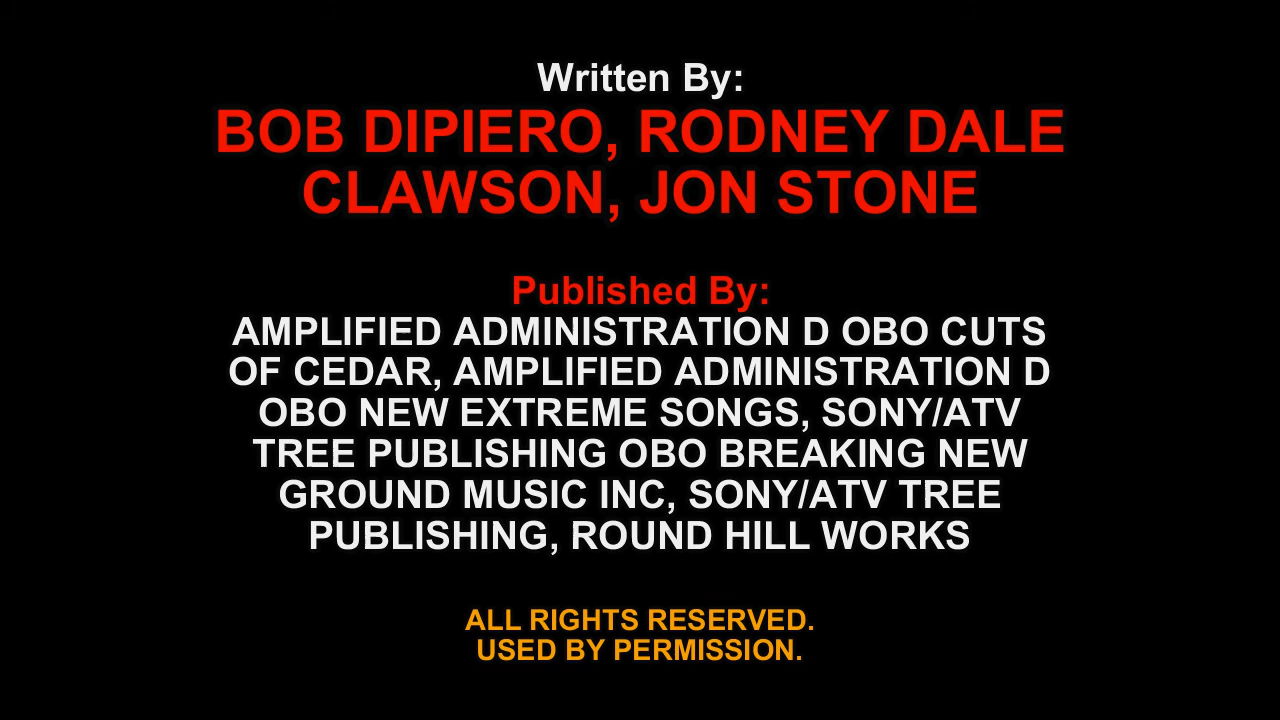 Written By:
BOB DIPIERO, RODNEY DALE
CLAWSON, JON STONE
Published By:
AMPLIFIED ADMINISTRATION D OBO CUTS
OF CEDAR, AMPLIFIED ADMINISTRATION D
OBO NEW EXTREME SONGS, SONY/ATV
TREE PUBLISHING OBO BREAKING NEW
GROUND MUSIC INC, SONY/ATV TREE
PUBLISHING, ROUND HILL WORKS
ALL RIGHTS RESERVED.
USED BY PERMISSION.